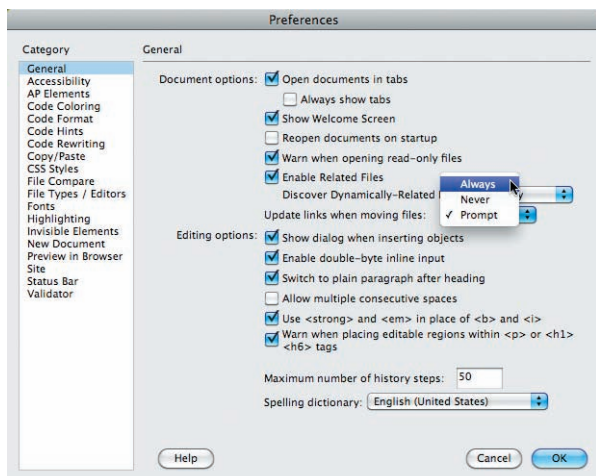 Preferences
Category
General
Accessibility
AP Elements
Code Coloring
Code Format
Code Hints
Code Rewriting
Copy/Paste
CSS Styles
File Compare
File Types / Editors
Fonts
Highlighting
Invisible Elements
New Document
Preview in Browser
Site
Status Bar
Validator
General
Document options: Open documents in tabs
Always show tabs
Show Welcome Screen
Reopen documents on startup
Warn when opening read-only files
Enable Related Files
Discover Dynamically-Related
Update links when moving files:
Always
Never
✓ Prompt
Editing options: Show dialog when inserting objects
Enable double-byte inline input
Switch to plain paragraph after heading
Allow multiple consecutive spaces
Use <strong> and <em> in place of <b> and <i>
Warn when placing editable regions within <p> or <h1>
<h6> tags
Maximum number of history steps: 50
Spelling dictionary: English (United States)
Help
Cancel
OK